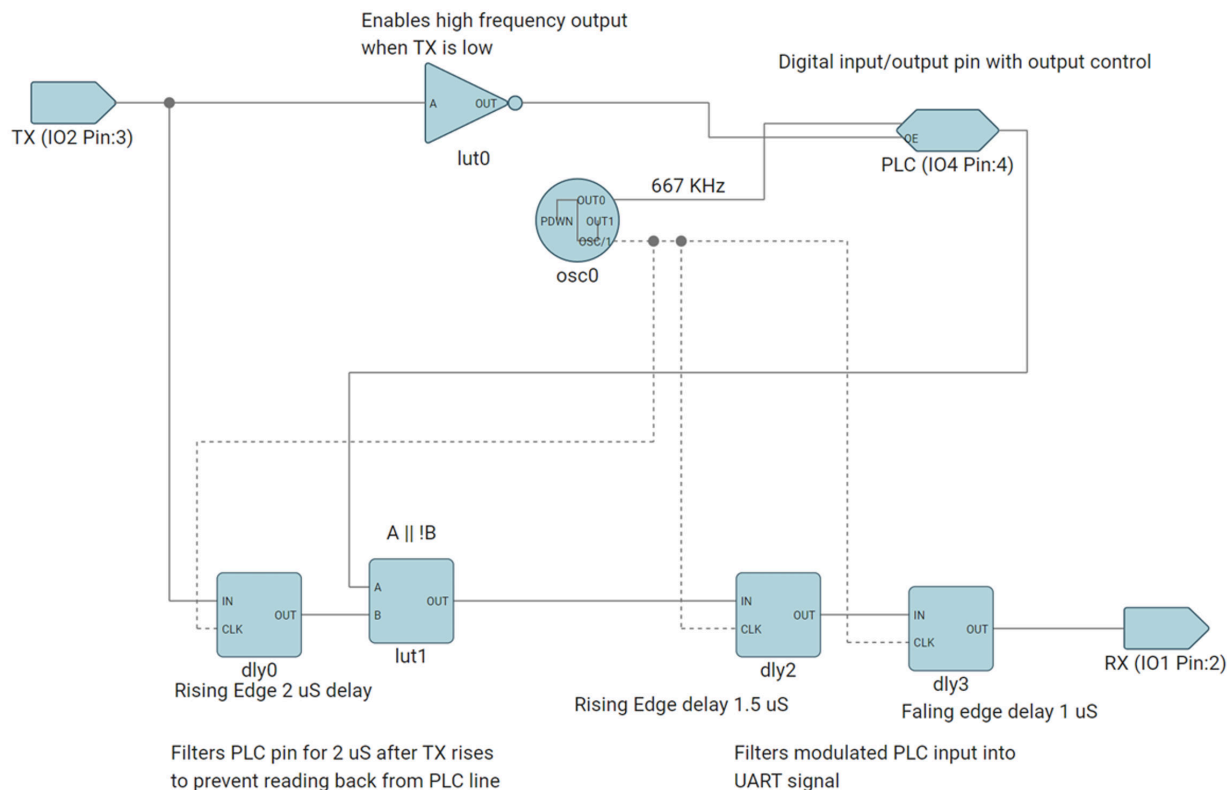 Enables high frequency output
when TX is low
Digital input/output pin with output control
TX (IO2 Pin:3)
A
OUT
lut0
OE
PLC (IO4 Pin:4)
667 KHz
OUT0
PDWN
OUT1
OSC/1
osc0
A || !B
IN
OUT
CLK
dly0
Rising Edge 2 uS delay
A
B
OUT
lut1
IN
OUT
CLK
dly2
Rising Edge delay 1.5 uS
IN
OUT
CLK
dly3
Faling edge delay 1 uS
RX (IO1 Pin:2)
Filters PLC pin for 2 uS after TX rises
to prevent reading back from PLC line
Filters modulated PLC input into
UART signal